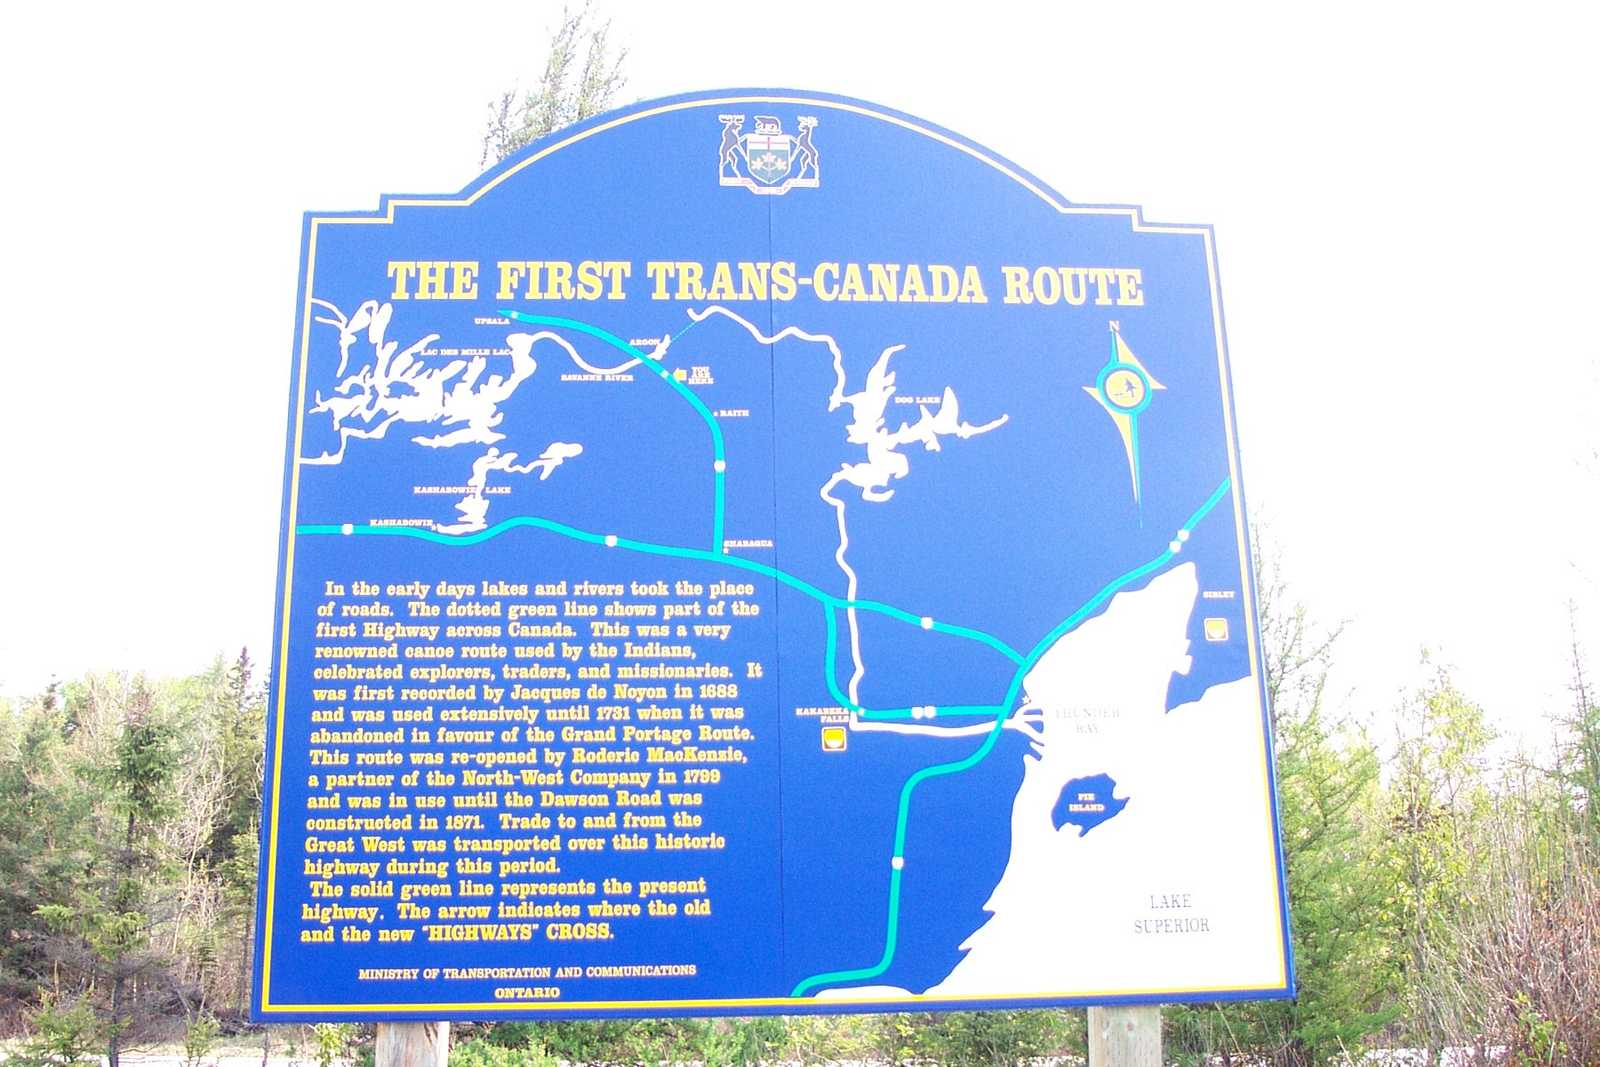 THE FIRST TRANS-CANADA ROUTE
UPSALA
N
ARGON
LAC DES MILLE LACS
SAVANNE RIVER
YOU
ARE
HERE
DOG LAKE
RAITH
KASHABOWIE LAKE
KASHABOWIE
SHABAQUA
SIBLEY
In the early days lakes and rivers took the place
of roads. The dotted green line shows part of the
first Highway across Canada. This was a very
renowned canoe route used by the Indians,
celebrated explorers, traders, and missionaries. It
was first recorded by Jacques de Noyon in 1688
and was used extensively until 1731 when it was
abandoned in favour of the Grand Portage Route.
This route was re-opened by Roderic MacKenzie,
a partner of the North-West Company in 1799
and was in use until the Dawson Road was
constructed in 1871. Trade to and from the
Great West was transported over this historic
highway during this period.
The solid green line represents the present
highway. The arrow indicates where the old
and the new "HIGHWAYS" CROSS.
MINISTRY OF TRANSPORTATION AND COMMUNICATIONS
ONTARIO
KAKABEKA
FALLS
THUNDER
BAY
PIE
ISLAND
LAKE
SUPERIOR